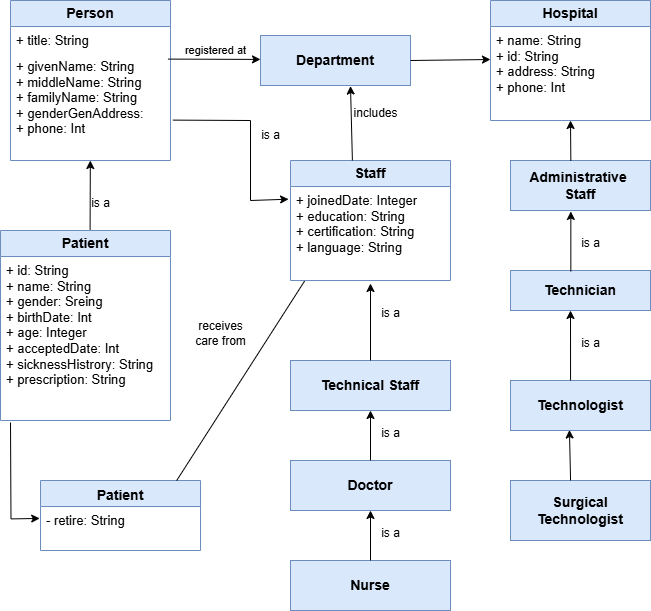 Person
+ title: String
+ givenName: String
+ middleName: String
+ familyName: String
+ genderGenAddress:
+ phone: Int
registered at
Department
Hospital
+ name: String
+ id: String
+ address: String
+ phone: Int
is a
includes
is a
Staff
+ joinedDate: Integer
+ education: String
+ certification: String
+ language: String
Administrative
Staff
Patient
+ id: String
+ name: String
+ gender: Sreing
+ birthDate: Int
+ age: Integer
+ acceptedDate: Int
+ sicknessHistrory: String
+ prescription: String
is a
Technician
receives
care from
is a
is a
Technical Staff
Technologist
is a
Patient
- retire: String
Doctor
Surgical
Technologist
is a
Nurse